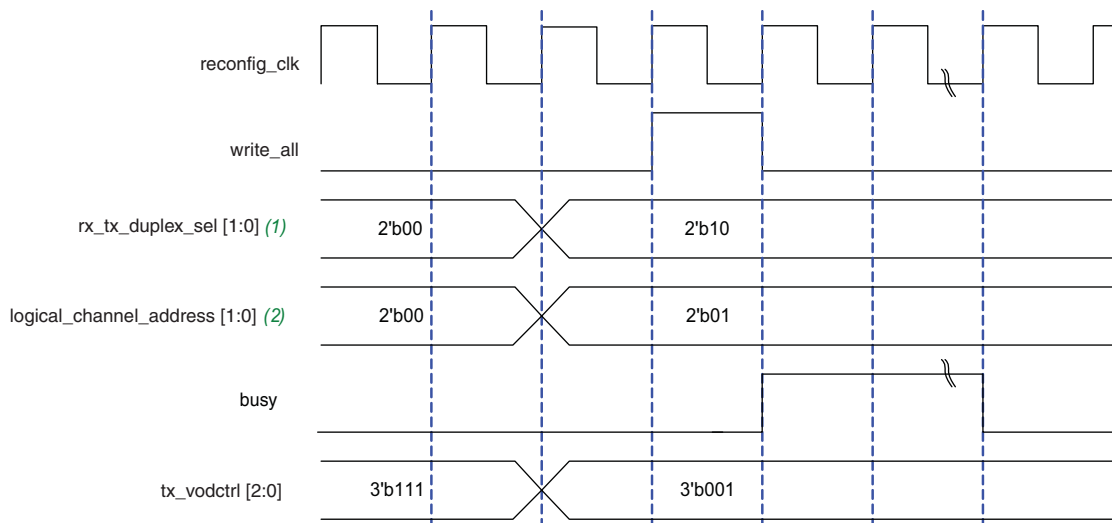 reconfig_clk
write_all
rx_tx_duplex_sel [1:0] (1) 2'b00 2'b10
logical_channel_address [1:0] (2) 2'b00 2'b01
busy
tx_vodctrl [2:0] 3'b111 3'b001